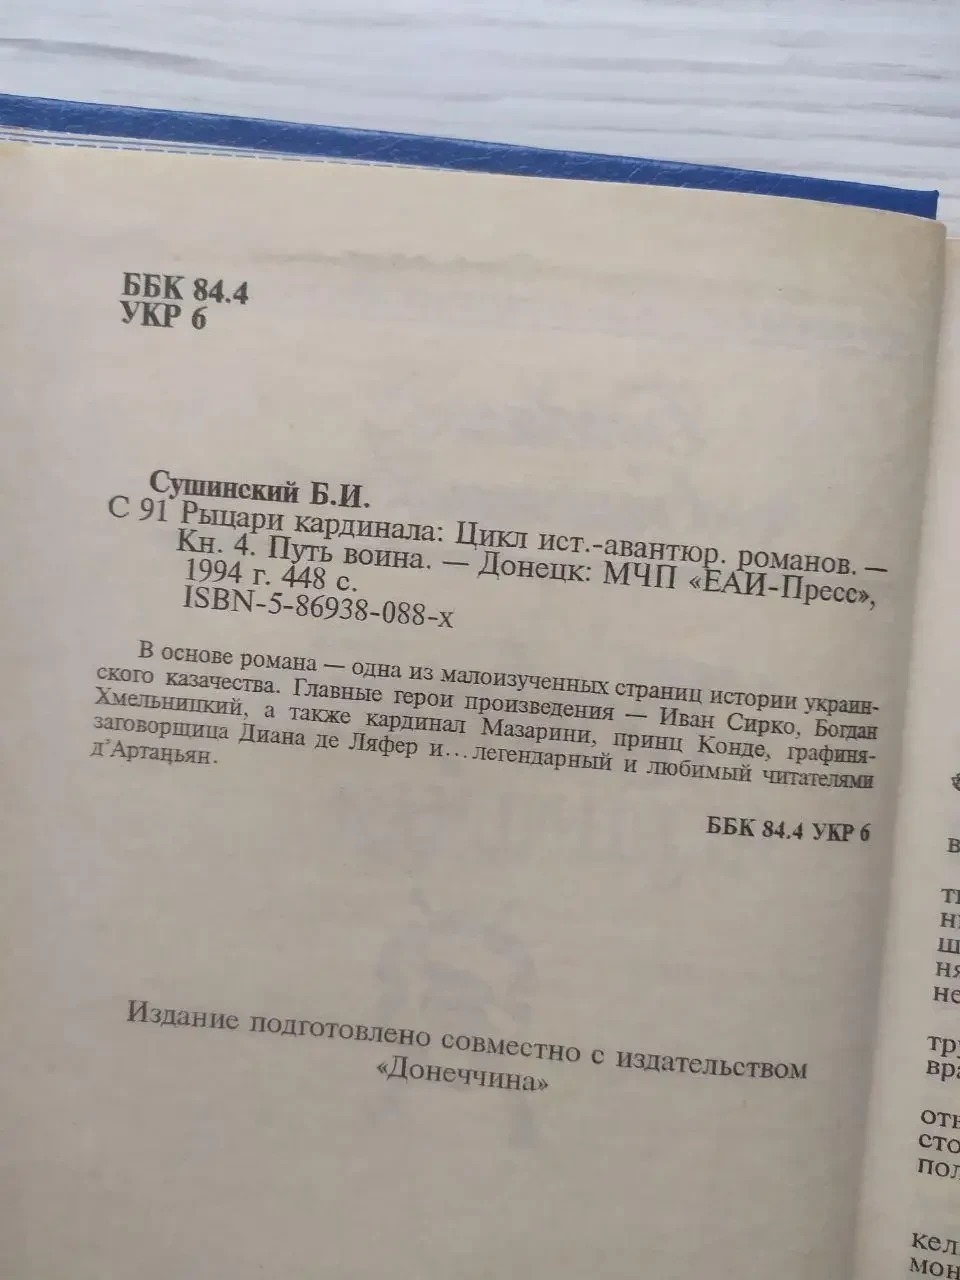 ББК 84.4
УКР 6
Сушинский Б.И.
С 91 Рыцари кардинала: Цикл ист.-авантюр. романов. —
Кн. 4. Путь воина. — Донецк: МЧП «ЕАИ-Пресс»,
1994 г. 448 с.
ISBN-5-86938-088-х
В основе романа — одна из малоизученных страниц истории украин-
ского казачества. Главные герои произведения — Иван Сирко, Богдан
Хмельницкий, а также кардинал Мазарини, принц Конде, графиня-
заговорщица Диана де Ляфер и... легендарный и любимый читателями
д'Артаньян.
ББК 84.4 УКР 6
Издание подготовлено совместно с издательством
«Донеччина»